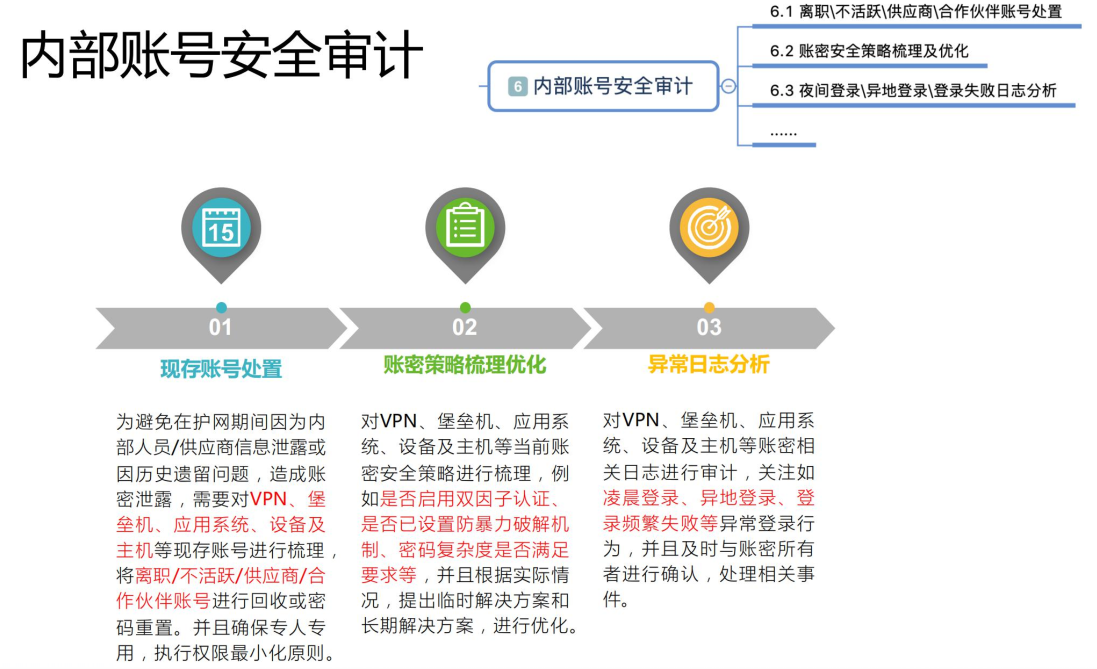 内部账号安全审计
6 内部账号安全审计
6.1 离职\不活跃\供应商\合作伙伴账号处置
6.2 账密安全策略梳理及优化
6.3 夜间登录\异地登录\登录失败日志分析
......
15
01
现存账号处置
为避免在护网期间因为内
部人员/供应商信息泄露或
因历史遗留问题，造成账
密泄露，需要对VPN、堡
垒机、应用系统、设备及
主机等现存账号进行梳理，
将离职/不活跃/供应商/合
作伙伴账号进行回收或密
码重置。并且确保专人专
用，执行权限最小化原则。
02
账密策略梳理优化
对VPN、堡垒机、应用系
统、设备及主机等当前账
密安全策略进行梳理，例
如是否启用双因子认证、
是否已设置防暴力破解机
制、密码复杂度是否满足
要求等，并且根据实际情
况，提出临时解决方案和
长期解决方案，进行优化。
03
异常日志分析
对VPN、堡垒机、应用系
统、设备及主机等账密相
关日志进行审计，关注如
凌晨登录、异地登录、登
录频繁失败等异常登录行
为，并且及时与账密所有
者进行确认，处理相关事
件。